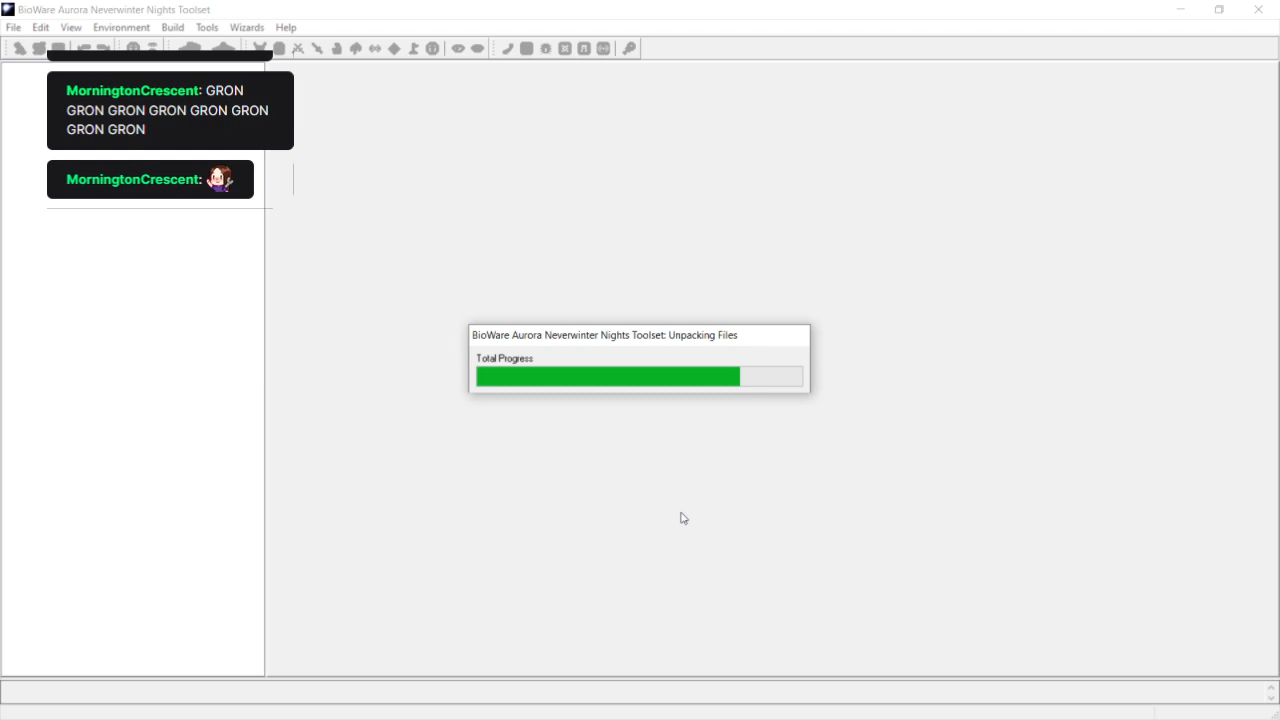 BioWare Aurora Neverwinter Nights Toolset
File Edit View Environment Build Tools Wizards Help
MorningtonCrescent: GRON
GRON GRON GRON GRON GRON
GRON GRON
MorningtonCrescent:
BioWare Aurora Neverwinter Nights Toolset: Unpacking Files
Total Progress